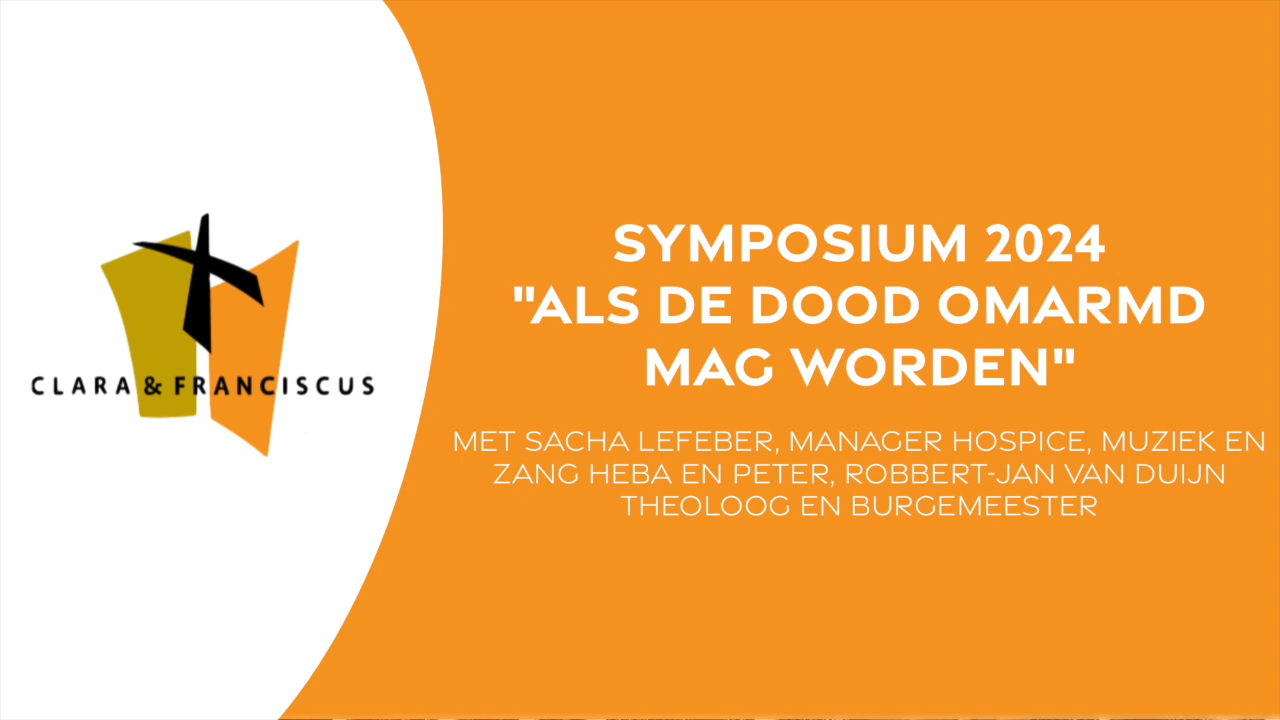 CLARA & FRANCISCUS
SYMPOSIUM 2024
"ALS DE DOOD OMARMD
MAG WORDEN"
MET SACHA LEFEBER, MANAGER HOSPICE, MUZIEK EN
ZANG HEBA EN PETER, ROBBERT-JAN VAN DUIJN
THEOLOOG EN BURGEMEESTER